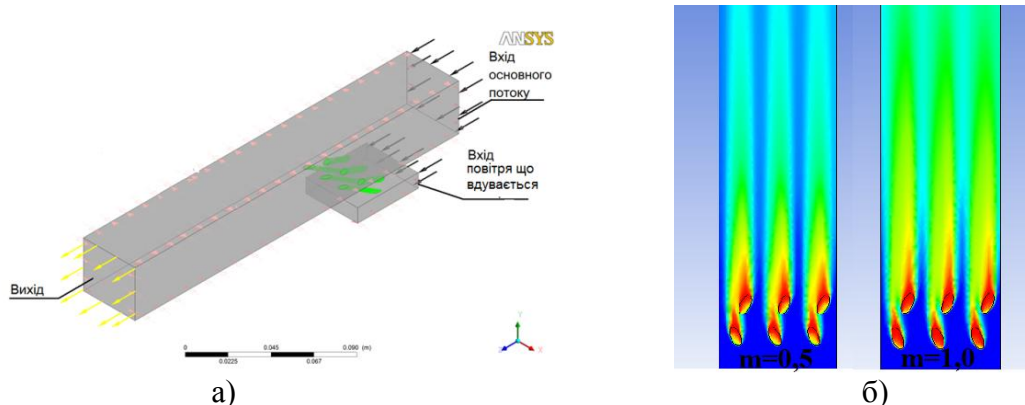 ANSYS
Вхід
основного
потоку
Вхід
повітря що
вдувається
Вихід
0
0.045
0.090 (m)
0.0225
0.067
Y
Z
X
m=0,5
m=1,0
а)
б)